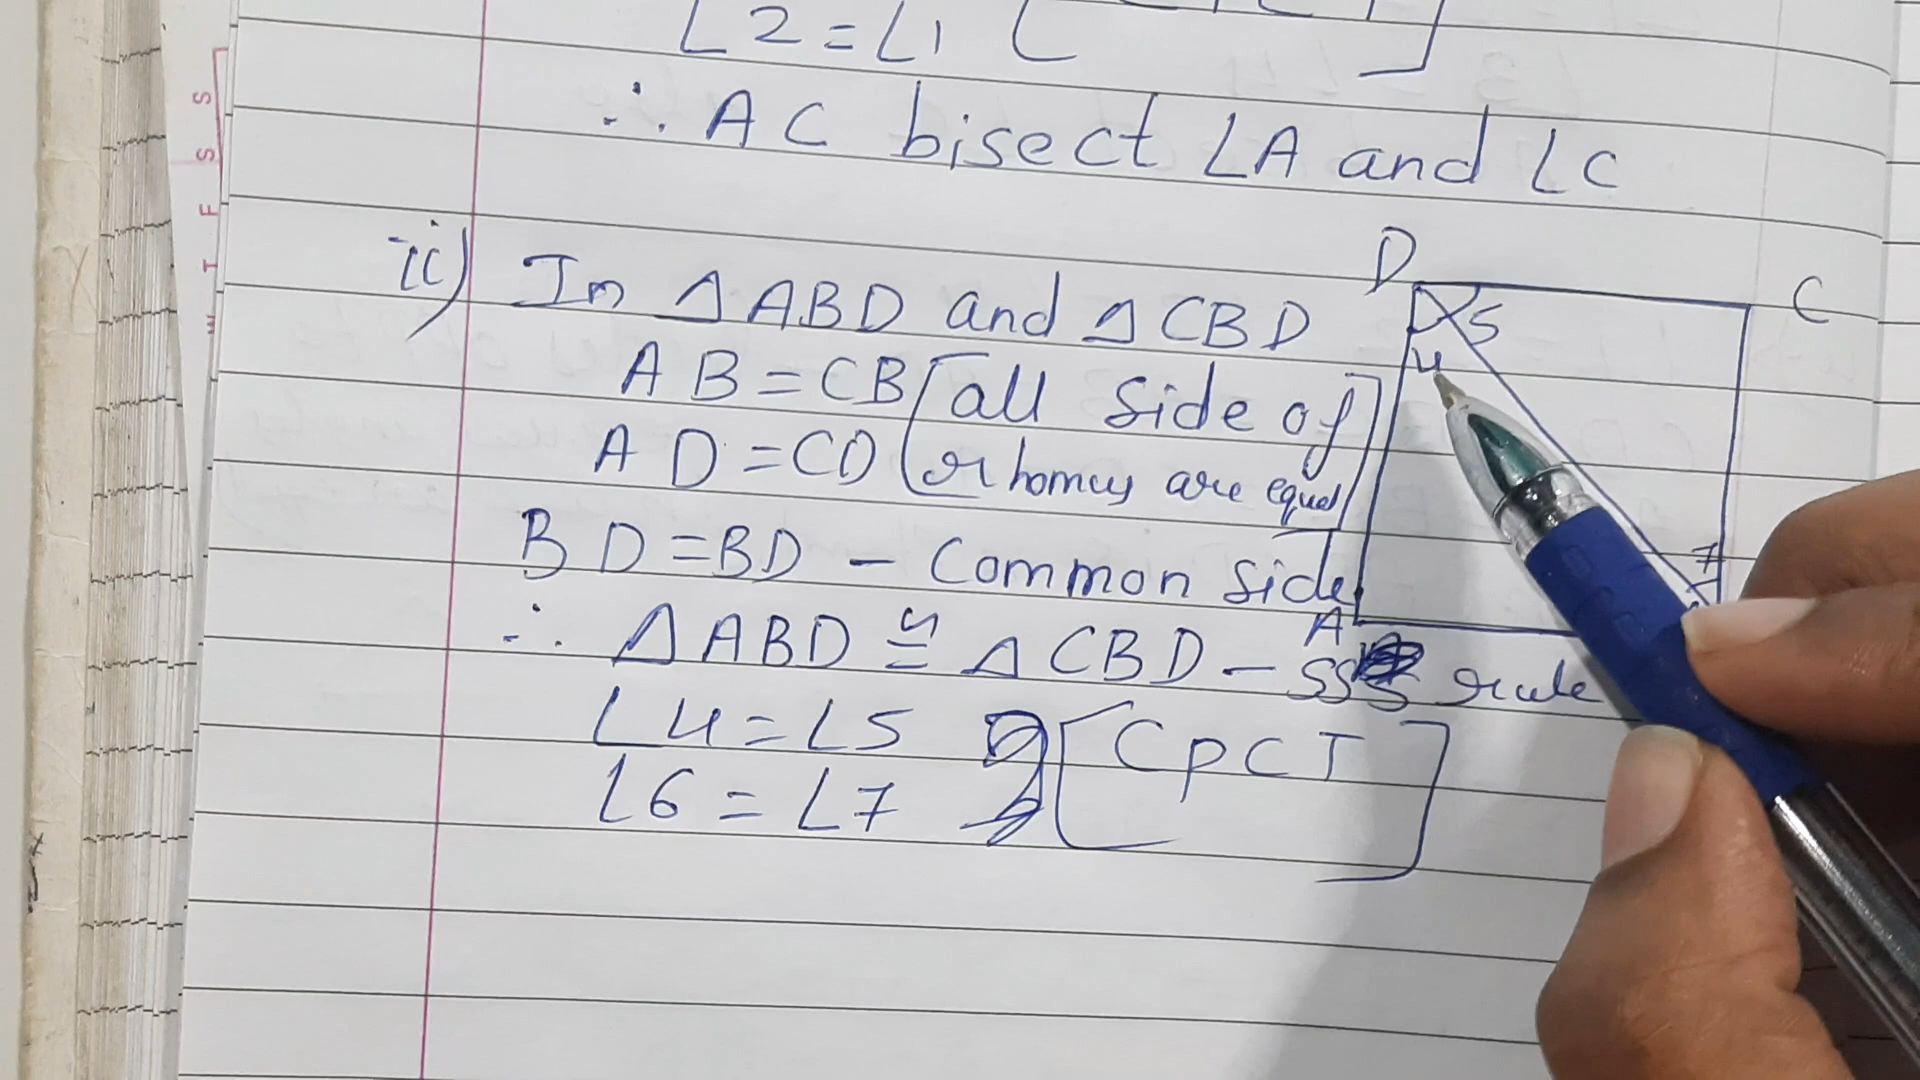 ∠2 = ∠1
∴ AC bisect ∠A and ∠C
ii) In △ABD and △CBD
AB = CB [all side of
AD = CD rhombus are equal]
BD = BD – Common side
∴ △ABD ≅ △CBD – SSS rule
∠4 = ∠5 [CPCT]
∠6 = ∠7
D
C
5
4
7
A
S
S
F
T
W